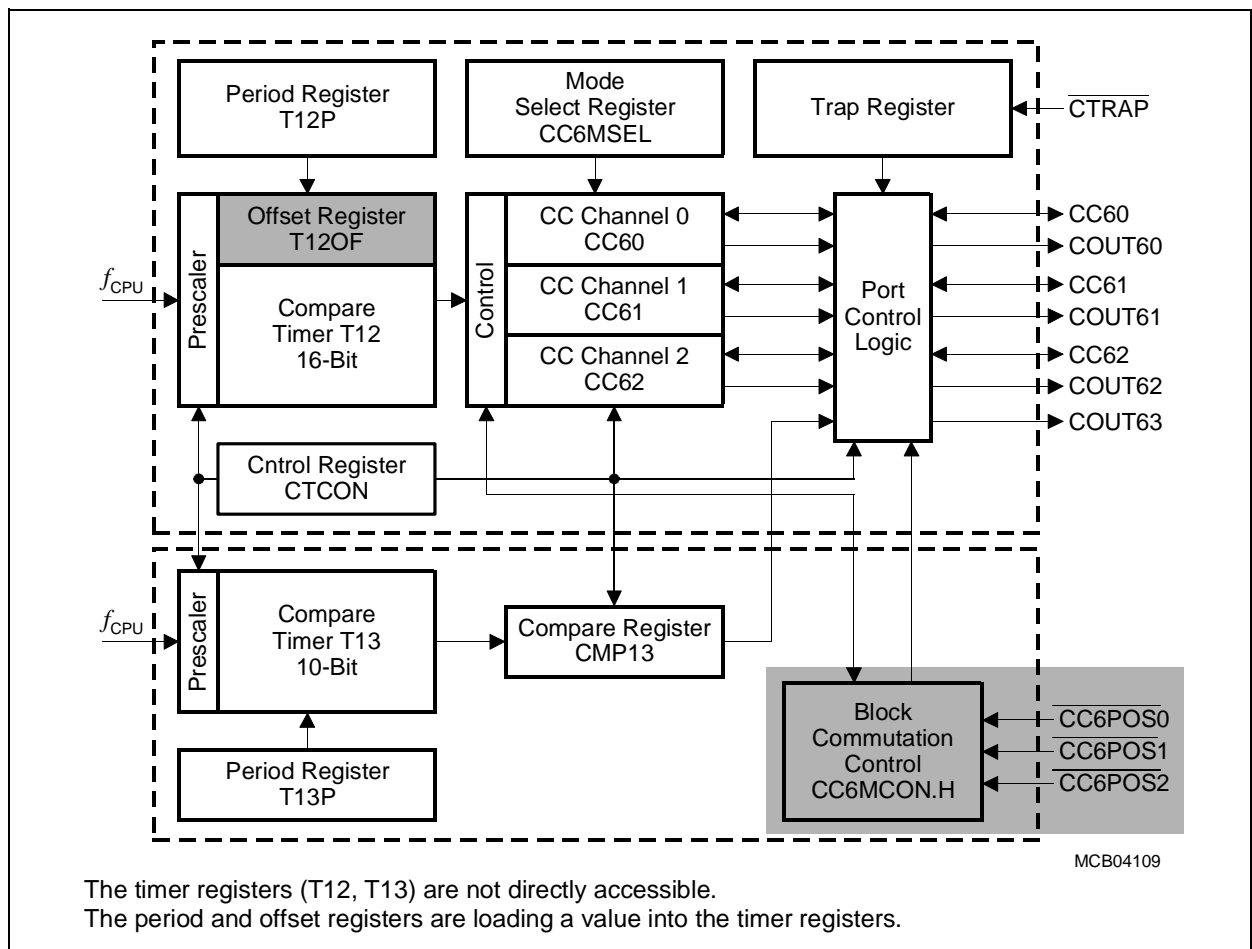 Period Register
T12P
Mode
Select Register
CC6MSEL
Trap Register
CTRAP
Prescaler
Offset Register
T12OF
Compare
Timer T12
16-Bit
fCPU
Control
CC Channel 0
CC60
CC Channel 1
CC61
CC Channel 2
CC62
Port
Control
Logic
CC60
COUT60
CC61
COUT61
CC62
COUT62
COUT63
Cntrol Register
CTCON
fCPU
Prescaler
Compare
Timer T13
10-Bit
Compare Register
CMP13
Period Register
T13P
Block
Commutation
Control
CC6MCON.H
CC6POS0
CC6POS1
CC6POS2
MCB04109
The timer registers (T12, T13) are not directly accessible.
The period and offset registers are loading a value into the timer registers.